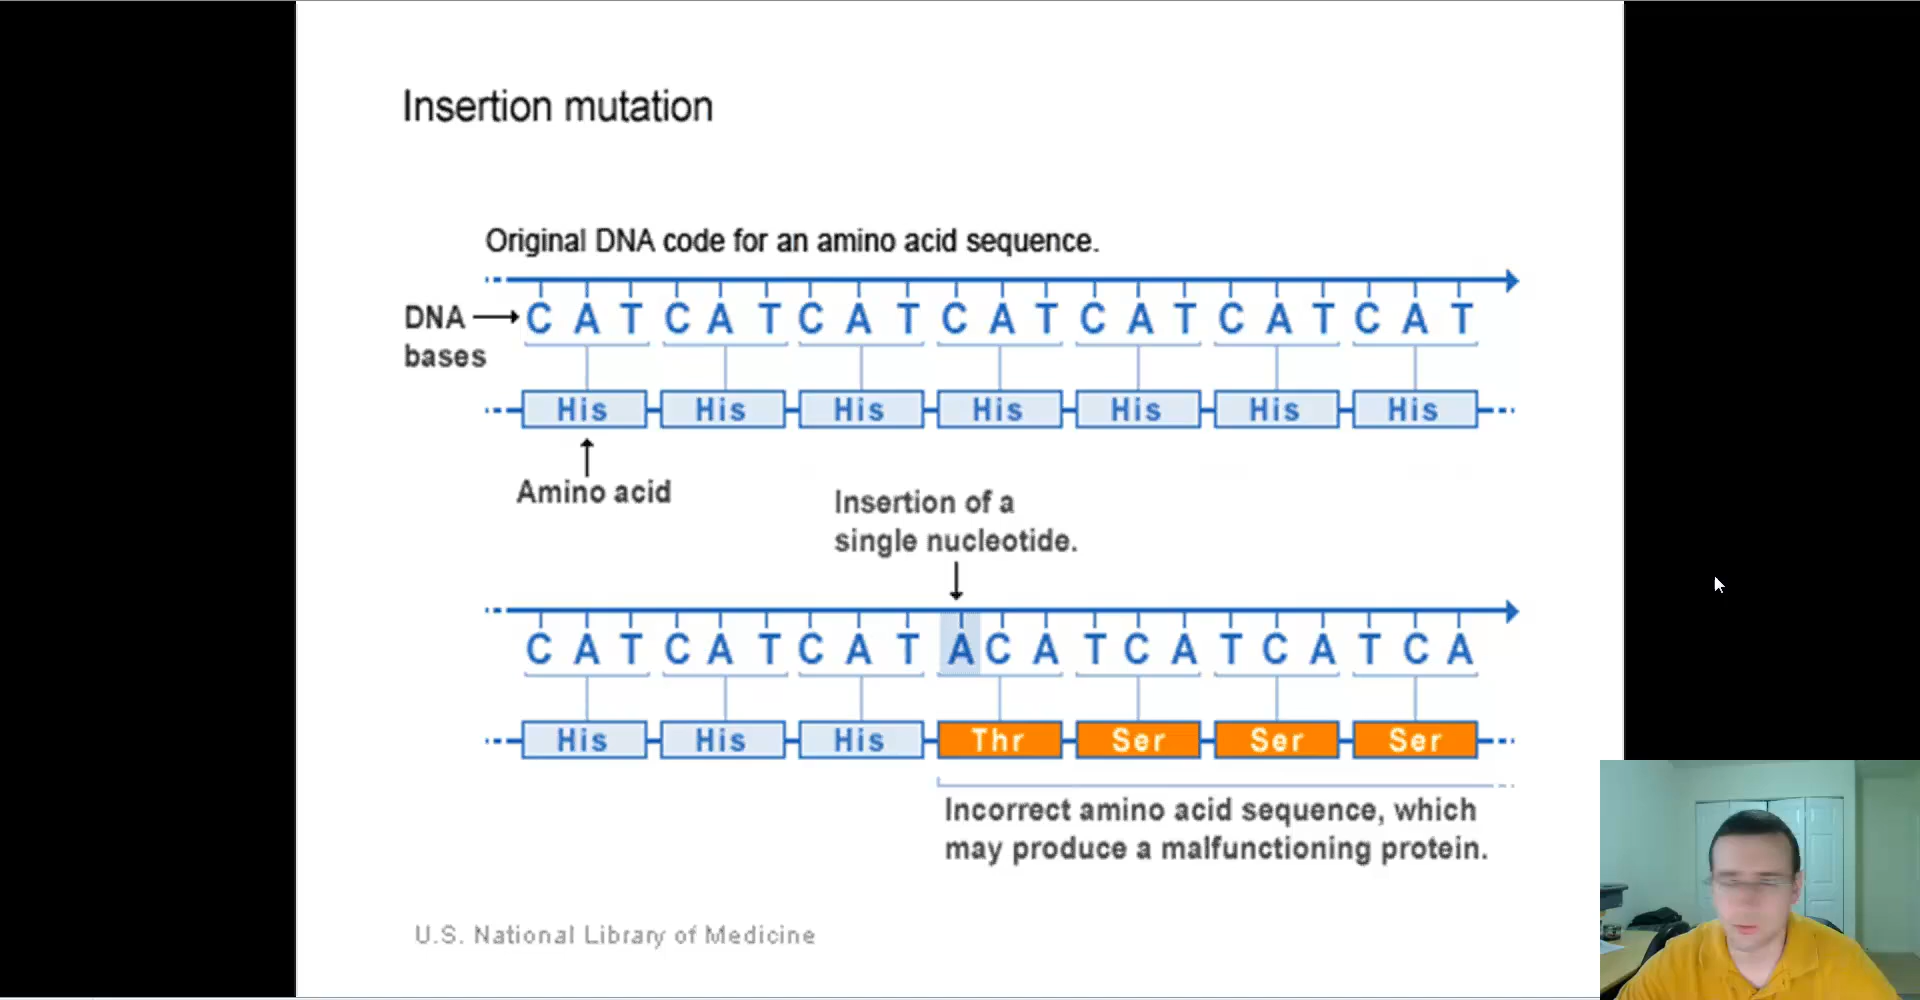 Insertion mutation
Original DNA code for an amino acid sequence.
DNA
bases
C A T C A T C A T C A T C A T C A T C A T
His His His His His His His
Amino acid
Insertion of a
single nucleotide.
C A T C A T C A T A C A T C A T C A T C A
His His His Thr Ser Ser Ser
Incorrect amino acid sequence, which
may produce a malfunctioning protein.
U.S. National Library of Medicine